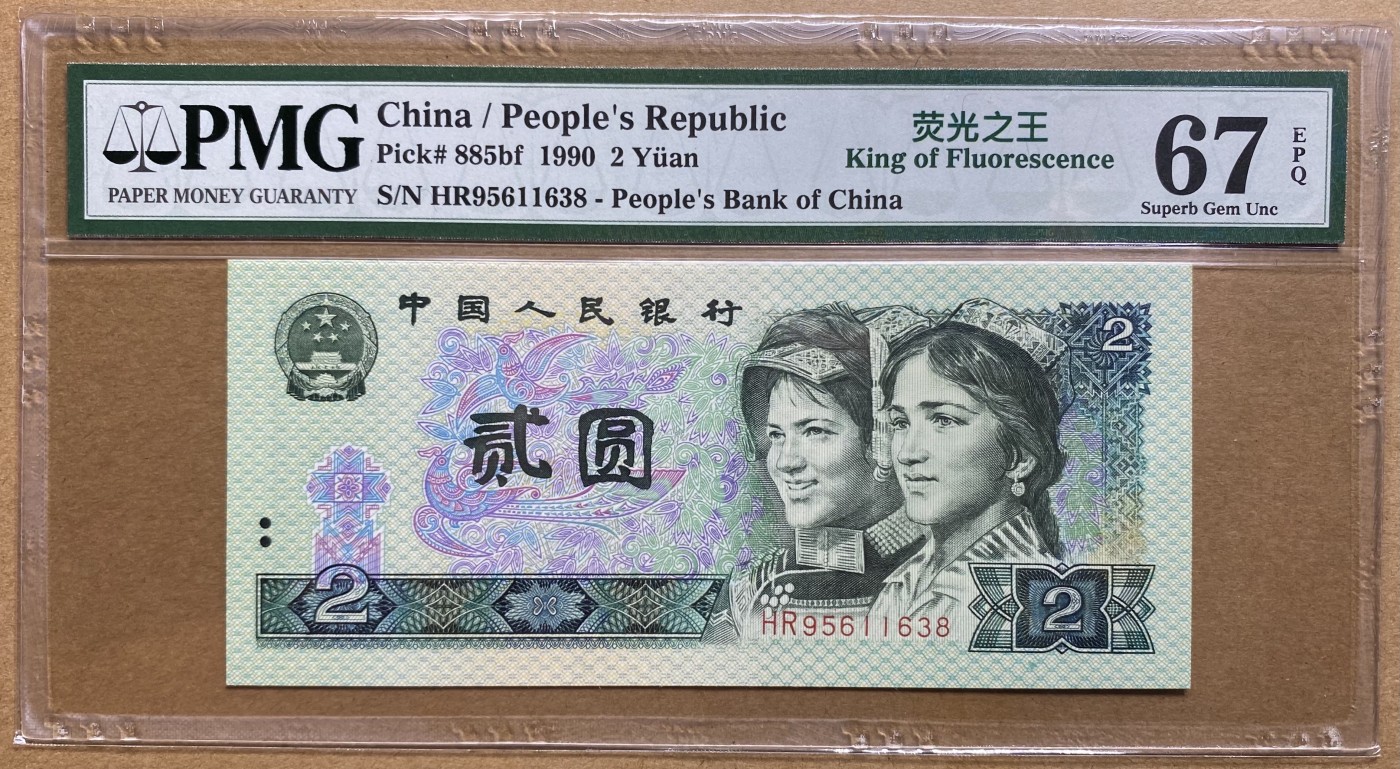 PMG
PAPER MONEY GUARANTY
China / People's Republic
Pick# 885bf 1990 2 Yüan
S/N HR95611638 - People's Bank of China
荧光之王
King of Fluorescence
67
EPQ
Superb Gem Unc
中国人民银行
2
贰圆
2
HR95611638
2